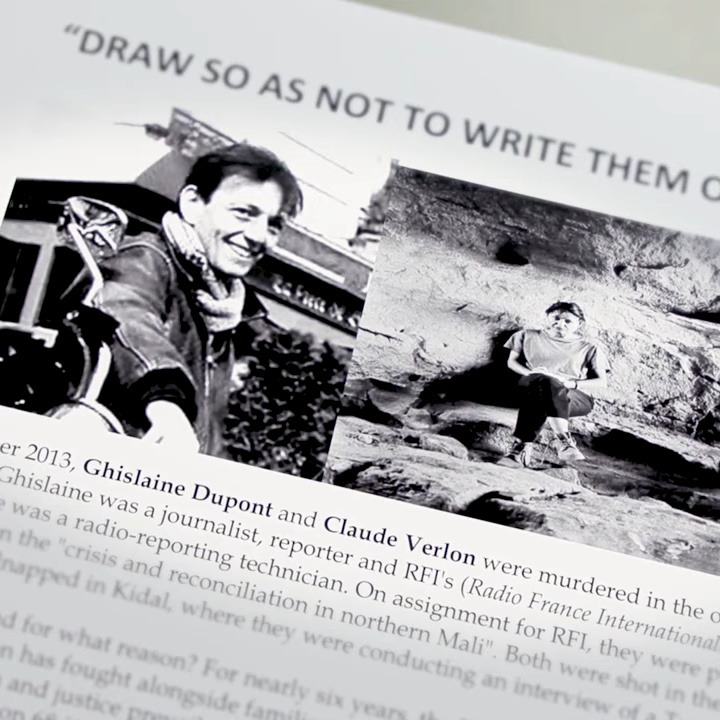 “DRAW SO AS NOT TO WRITE THEM O
er 2013, Ghislaine Dupont and Claude Verlon were murdered in the
Ghislaine was a journalist, reporter and RFI's (Radio France International
was a radio-reporting technician. On assignment for RFI, they were
n the "crisis and reconciliation in northern Mali". Both were shot in the
napped in Kidal, where they were conducting an interview of a
d for what reason? For nearly six years,
n has fought alongside
and justice